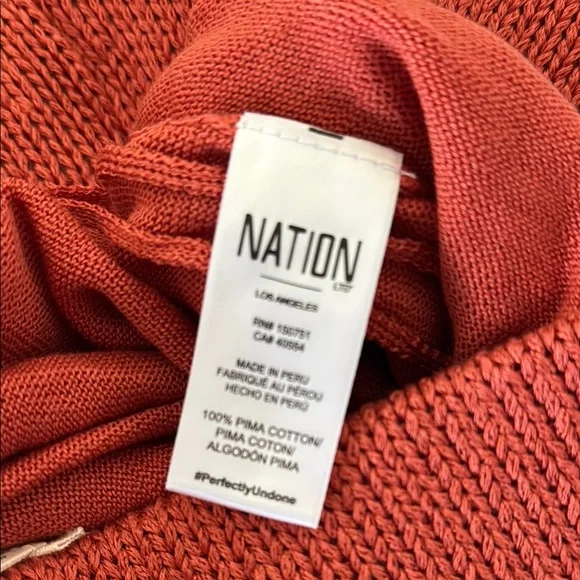 NATION
LTD
LOS ANGELES
RN# 150751
CA# 40554
MADE IN PERU
FABRIQUÉ AU PÉROU
HECHO EN PERÚ
100% PIMA COTTON/
PIMA COTON/
ALGODÓN PIMA
#PerfectlyUndone